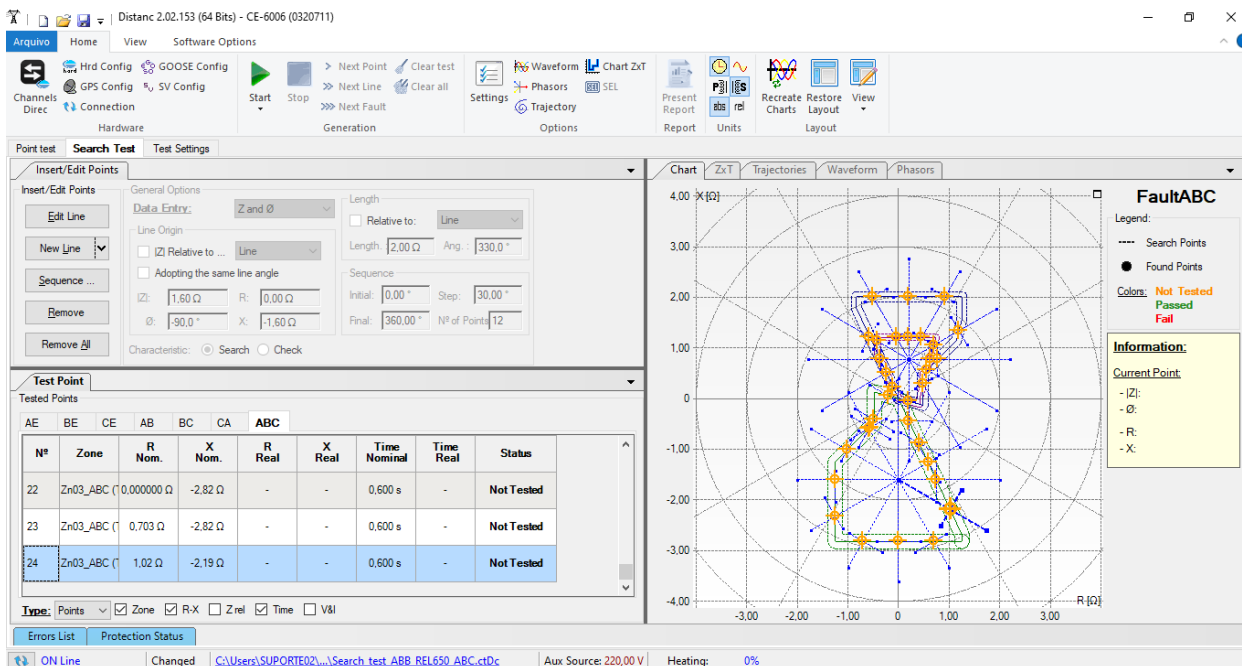 Distanc 2.02.153 (64 Bits) - CE-6006 (0320711)
Arquivo Home View Software Options
Channels Direc
Hrd Config GOOSE Config
GPS Config SV Config
Connection
Hardware
Start Stop
Next Point Clear test
Next Line Clear all
Next Fault
Generation
Settings
Waveform Chart ZxT
Phasors SEL
Trajectory
Options
Present Report
Report
abs rel
Units
Recreate Charts Restore Layout View
Layout
Point test Search Test Test Settings
Insert/Edit Points
Insert/Edit Points
Edit Line
New Line
Sequence ...
Remove
Remove All
General Options
Data Entry: Z and Ø
Line Origin
|Z| Relative to ... Line
Adopting the same line angle
|Z|: 1,60 Ω R: 0,00 Ω
Ø: -90,0 ° X: -1,60 Ω
Characteristic: Search Check
Length
Relative to: Line
Length.: 2,00 Ω Ang. : 330,0 °
Sequence
Initial: 0,00 ° Step: 30,00 °
Final: 360,00 ° Nº of Points 12
Test Point
Tested Points
AE BE CE AB BC CA ABC
Nº Zone R Nom. X Nom. R Real X Real Time Nominal Time Real Status
22 Zn03_ABC (T 0,000000 Ω -2,82 Ω - - 0,600 s - Not Tested
23 Zn03_ABC (T 0,703 Ω -2,82 Ω - - 0,600 s - Not Tested
24 Zn03_ABC (T 1,02 Ω -2,19 Ω - - 0,600 s - Not Tested
Type: Points Zone R-X Z rel Time V&I
Chart ZxT Trajectories Waveform Phasors
X [Ω]
4,00
3,00
2,00
1,00
0
-1,00
-2,00
-3,00
-4,00
R [Ω]
-3,00 -2,00 -1,00 0 1,00 2,00 3,00
FaultABC
Legend:
Search Points
Found Points
Colors: Not Tested
Passed
Fail
Information:
Current Point:
- |Z|:
- Ø:
- R:
- X:
Errors List Protection Status
ON Line Changed C:\Users\SUPORTE02\...\Search test_ABB_REL650_ABC.ctDc Aux Source: 220,00 V Heating: 0%